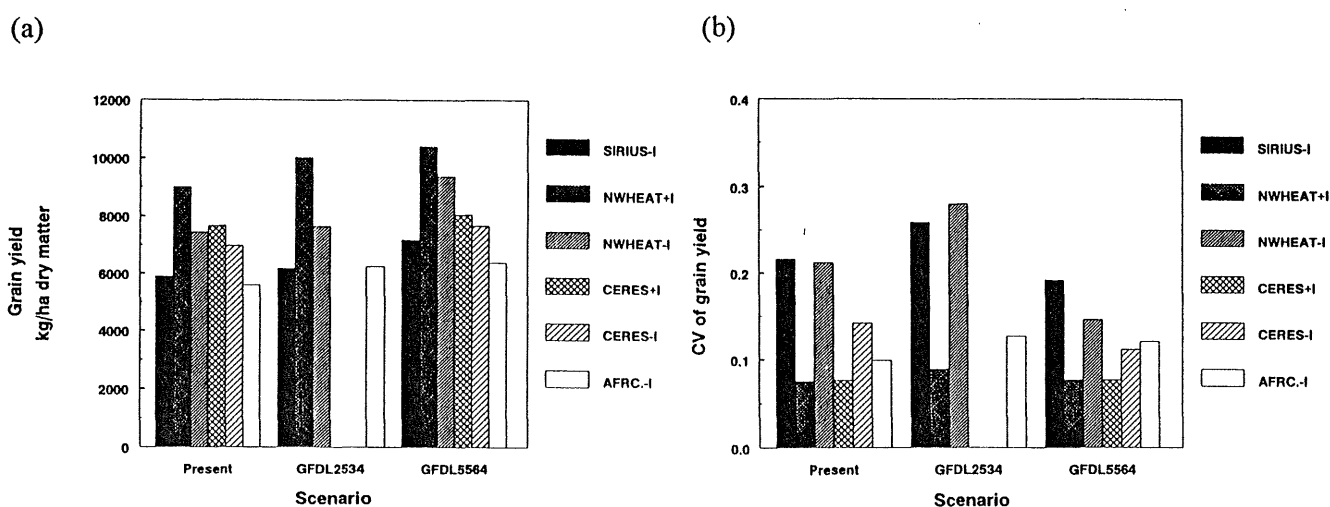 (a)
Grain yield
kg/ha dry matter
12000
10000
8000
6000
4000
2000
0
Present
GFDL2534
GFDL5564
Scenario
SIRIUS-I
NWHEAT+I
NWHEAT-I
CERES+I
CERES-I
AFRC.-I
(b)
CV of grain yield
0.4
0.3
0.2
0.1
0.0
Present
GFDL2534
GFDL5564
Scenario
SIRIUS-I
NWHEAT+I
NWHEAT-I
CERES+I
CERES-I
AFRC.-I